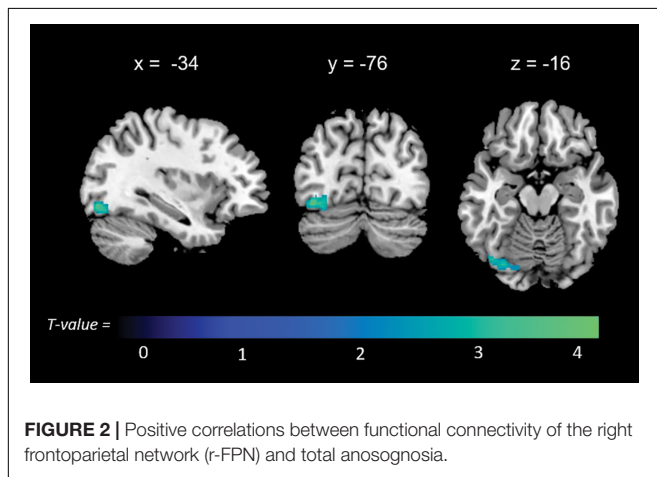 x = -34
y = -76
z = -16
T-value =
0
1
2
3
4
FIGURE 2 | Positive correlations between functional connectivity of the right
frontoparietal network (r-FPN) and total anosognosia.